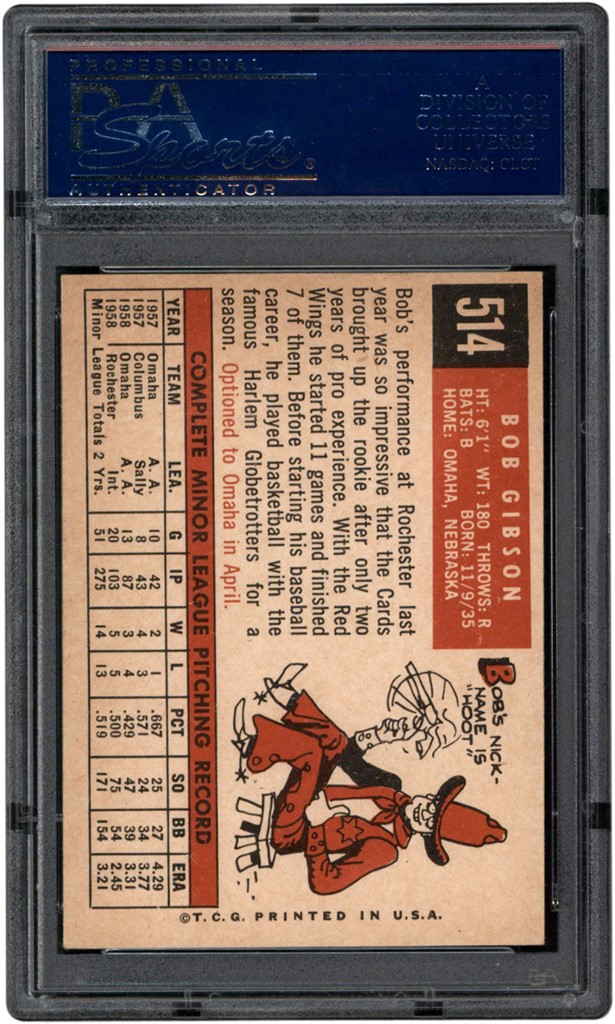 PROFESSIONAL
PSA
Sports®
AUTHENTICATOR
A
DIVISION OF
COLLECTORS
UNIVERSE
NASDAQ: CLCT
514
BOB GIBSON
HT: 6'1" WT: 180 THROWS: R
BATS: B BORN: 11/9/35
HOME: OMAHA, NEBRASKA
Bob's performance at Rochester last
year was so impressive that the Cards
brought up the rookie after only two
years of pro experience. With the Red
Wings he started 11 games and finished
7 of them. Before starting his baseball
career, he played basketball with the
famous Harlem Globetrotters for a
season. Optioned to Omaha in April.
BOB'S NICK-
NAME IS
"HOOT"
COMPLETE MINOR LEAGUE PITCHING RECORD
YEAR TEAM LEA. G IP W L PCT SO BB ERA
1957 Omaha A. A. 10 42 2 1 .667 25 27 4.29
1957 Columbus Sally 8 43 4 3 .571 24 34 3.77
1958 Omaha A. A. 13 87 3 4 .429 47 39 3.31
1958 Rochester Int. 20 103 5 5 .500 75 54 2.45
Minor League Totals 2 Yrs. 51 275 14 13 .519 171 154 3.21
©T.C.G. PRINTED IN U.S.A.
PSA